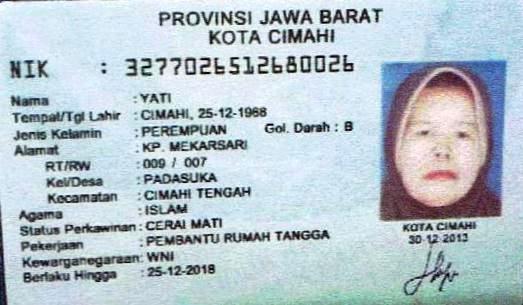 PROVINSI JAWA BARAT
KOTA CIMAHI
NIK : 3277026512680026
Nama : YATI
Tempat/Tgl Lahir : CIMAHI, 25-12-1968
Jenis Kelamin : PEREMPUAN Gol. Darah : B
Alamat : KP. MEKARSARI
RT/RW : 009 / 007
Kel/Desa : PADASUKA
Kecamatan : CIMAHI TENGAH
Agama : ISLAM
Status Perkawinan : CERAI MATI
Pekerjaan : PEMBANTU RUMAH TANGGA
Kewarganegaraan: WNI
Berlaku Hingga : 25-12-2018
KOTA CIMAHI
30-12-2013